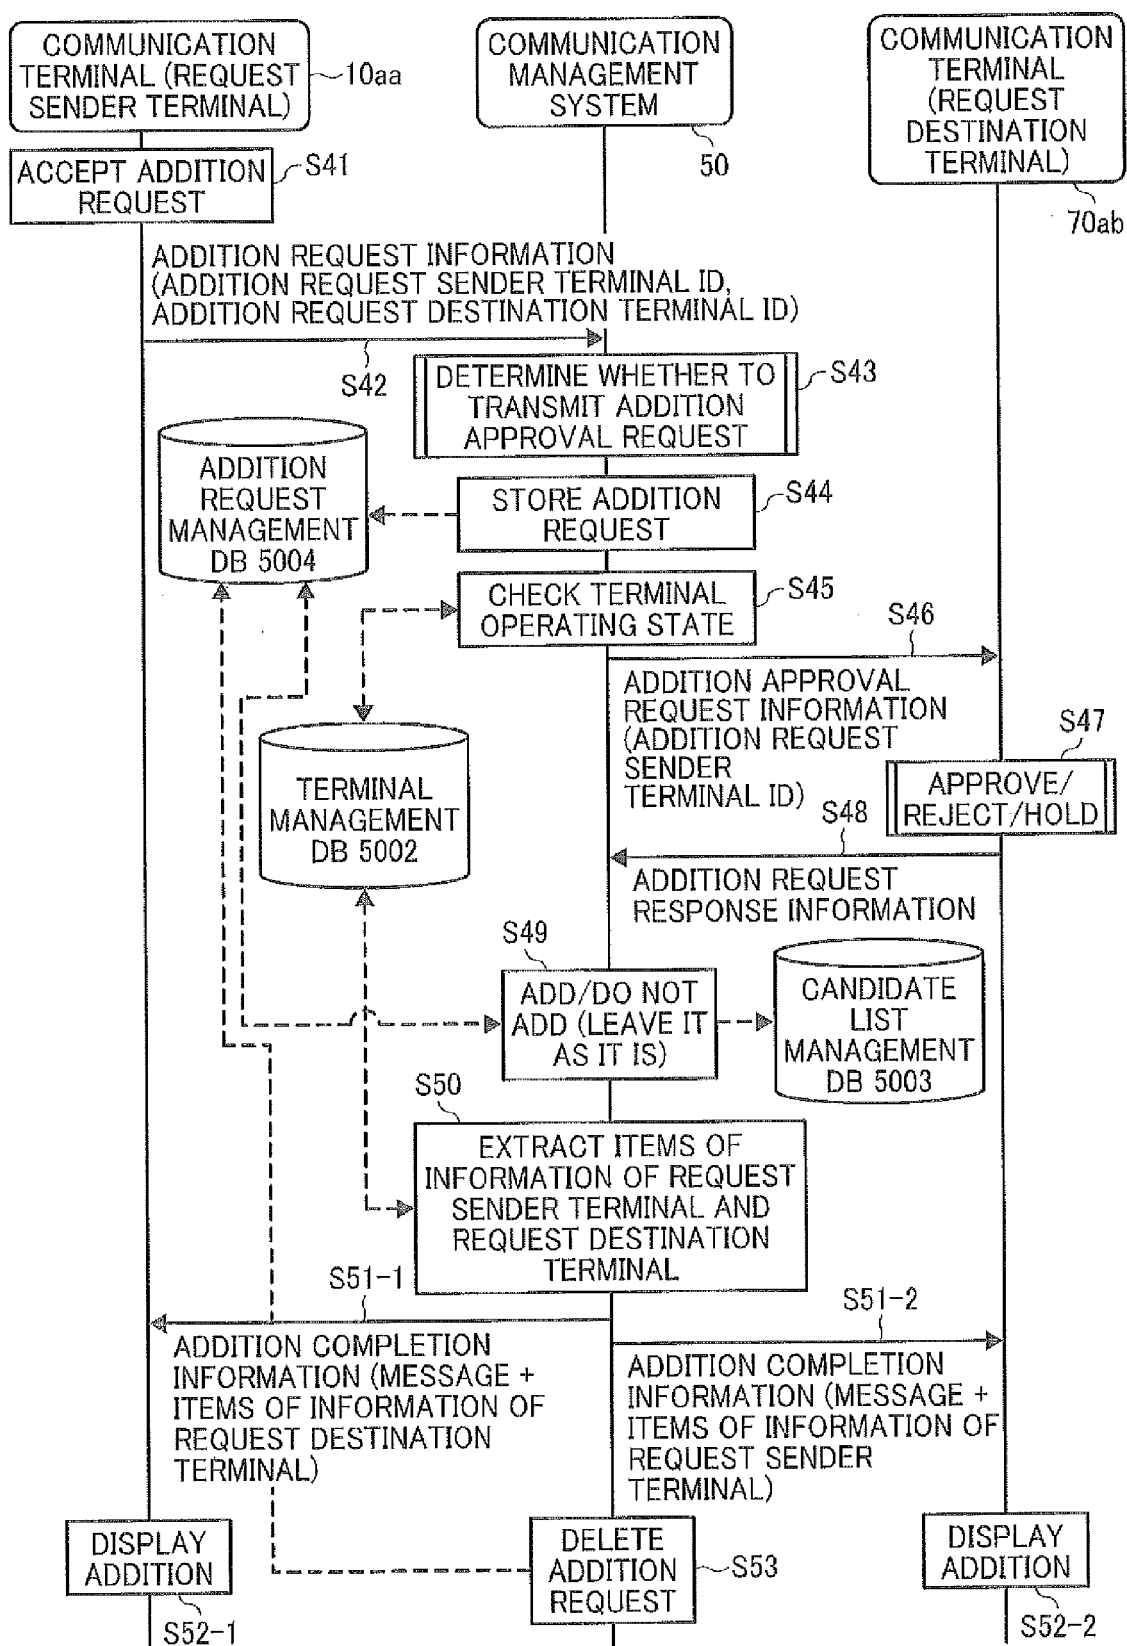 COMMUNICATION
TERMINAL (REQUEST
SENDER TERMINAL)
10aa
COMMUNICATION
MANAGEMENT
SYSTEM
50
COMMUNICATION
TERMINAL
(REQUEST
DESTINATION
TERMINAL)
70ab
ACCEPT ADDITION
REQUEST
S41
ADDITION REQUEST INFORMATION
(ADDITION REQUEST SENDER TERMINAL ID,
ADDITION REQUEST DESTINATION TERMINAL ID)
S42
DETERMINE WHETHER TO
TRANSMIT ADDITION
APPROVAL REQUEST
S43
ADDITION
REQUEST
MANAGEMENT
DB 5004
STORE ADDITION
REQUEST
S44
CHECK TERMINAL
OPERATING STATE
S45
S46
ADDITION APPROVAL
REQUEST INFORMATION
(ADDITION REQUEST
SENDER
TERMINAL ID)
TERMINAL
MANAGEMENT
DB 5002
S47
APPROVE/
REJECT/HOLD
S48
ADDITION REQUEST
RESPONSE INFORMATION
S49
ADD/DO NOT
ADD (LEAVE IT
AS IT IS)
CANDIDATE
LIST
MANAGEMENT
DB 5003
S50
EXTRACT ITEMS OF
INFORMATION OF REQUEST
SENDER TERMINAL AND
REQUEST DESTINATION
TERMINAL
S51-1
ADDITION COMPLETION
INFORMATION (MESSAGE +
ITEMS OF INFORMATION OF
REQUEST DESTINATION
TERMINAL)
S51-2
ADDITION COMPLETION
INFORMATION (MESSAGE +
ITEMS OF INFORMATION OF
REQUEST SENDER
TERMINAL)
DISPLAY
ADDITION
S52-1
DELETE
ADDITION
REQUEST
S53
DISPLAY
ADDITION
S52-2